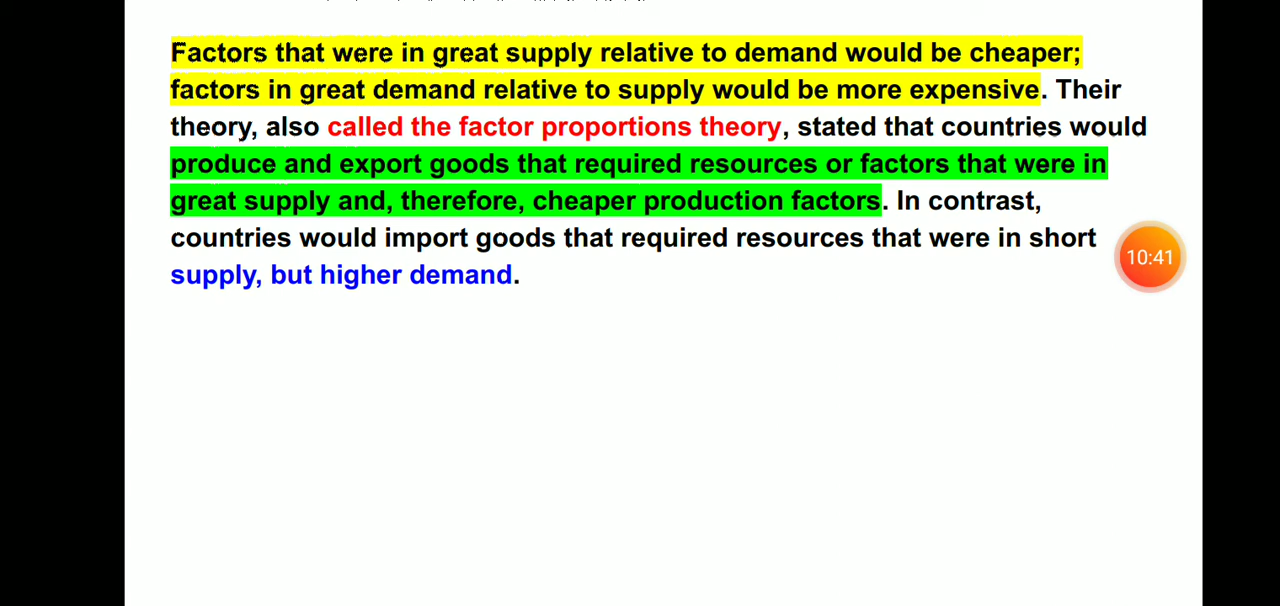 Factors that were in great supply relative to demand would be cheaper;
factors in great demand relative to supply would be more expensive. Their
theory, also called the factor proportions theory, stated that countries would
produce and export goods that required resources or factors that were in
great supply and, therefore, cheaper production factors. In contrast,
countries would import goods that required resources that were in short
supply, but higher demand.
10:41